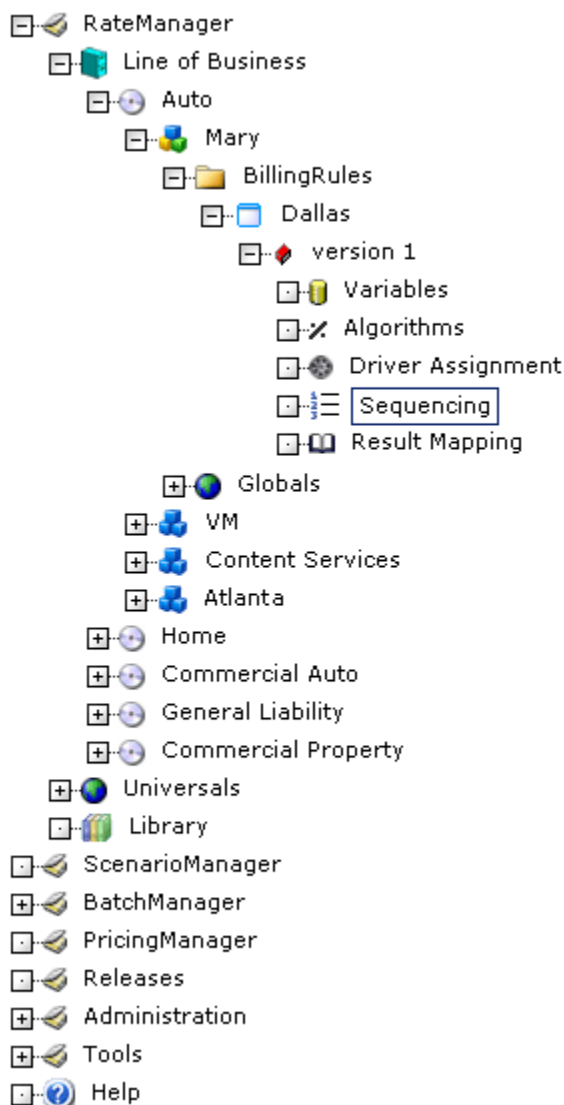 RateManager
Line of Business
Auto
Mary
BillingRules
Dallas
version 1
Variables
Algorithms
Driver Assignment
Sequencing
Result Mapping
Globals
VM
Content Services
Atlanta
Home
Commercial Auto
General Liability
Commercial Property
Universals
Library
ScenarioManager
BatchManager
PricingManager
Releases
Administration
Tools
Help